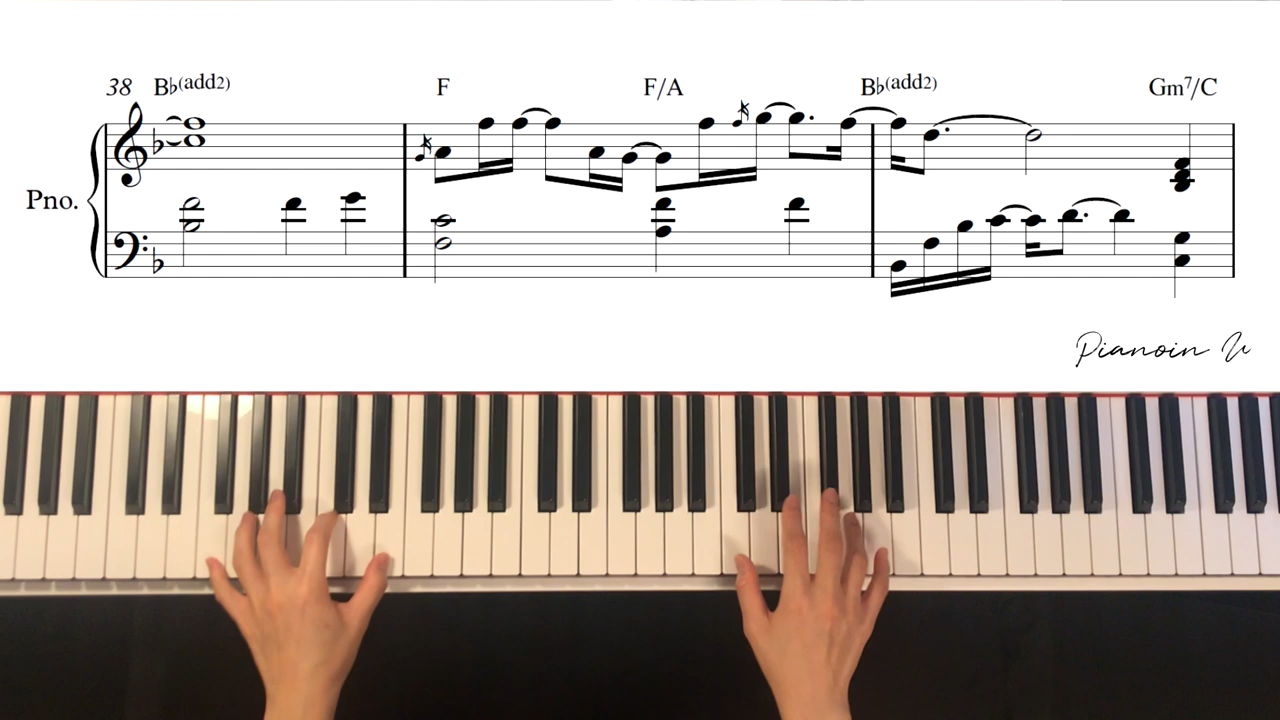 38 B♭(add2) F F/A B♭(add2) Gm7/C
Pno.
Pianoin U